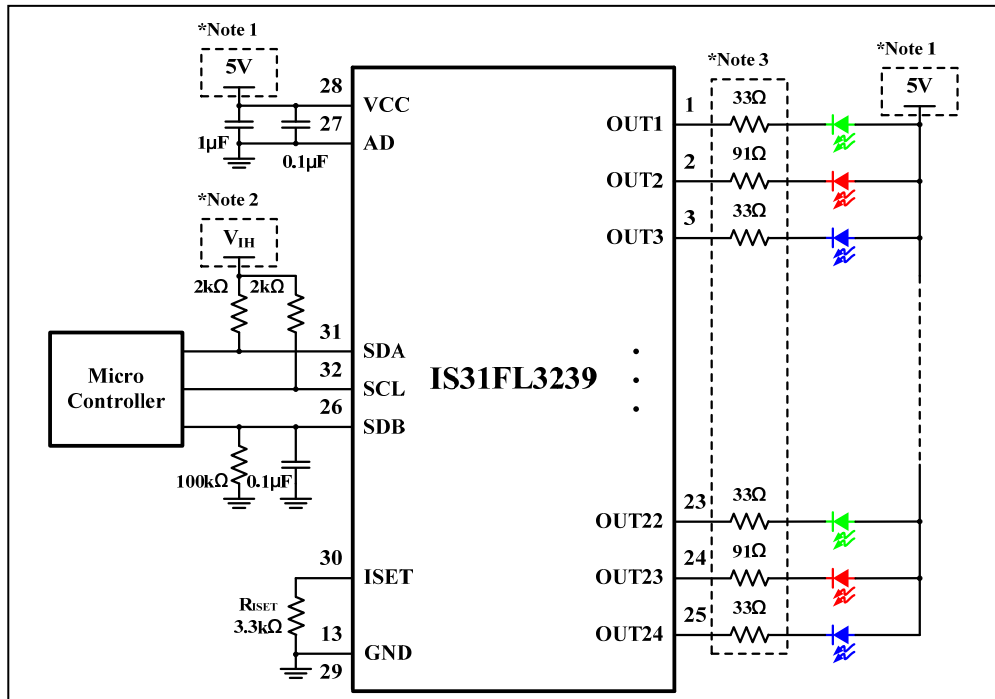 *Note 1
5V
1μF
0.1μF
28
VCC
27
AD
*Note 2
VIH
2kΩ
2kΩ
31
SDA
32
SCL
26
SDB
Micro
Controller
100kΩ
0.1μF
30
ISET
RISET
3.3kΩ
13
GND
29
IS31FL3239
*Note 3
*Note 1
5V
OUT1
1
33Ω
OUT2
2
91Ω
OUT3
3
33Ω
OUT22
23
33Ω
OUT23
24
91Ω
OUT24
25
33Ω